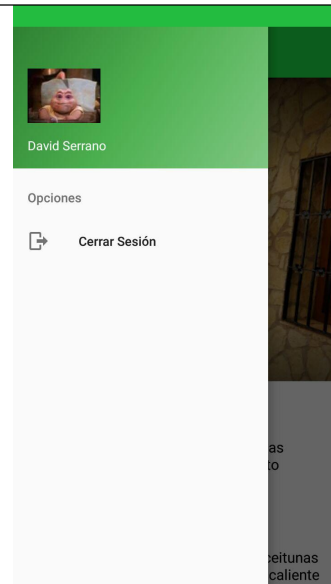 David Serrano
Opciones
Cerrar Sesión
as
to
ceitunas
caliente